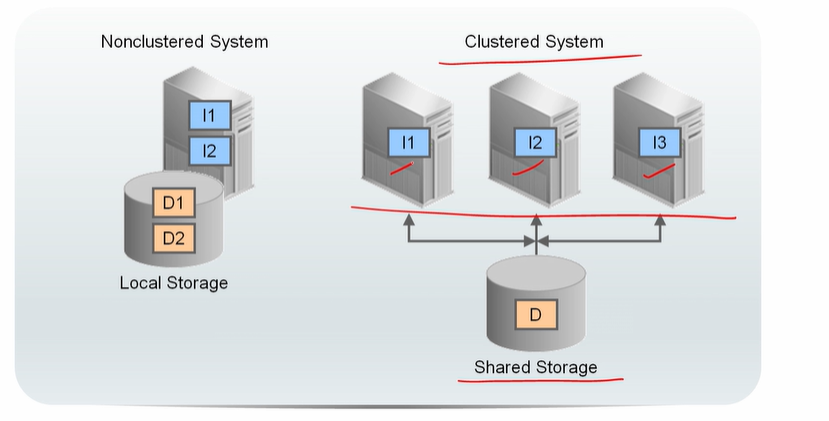 Nonclustered System
I1
I2
D1
D2
Local Storage
Clustered System
I1
I2
I3
D
Shared Storage